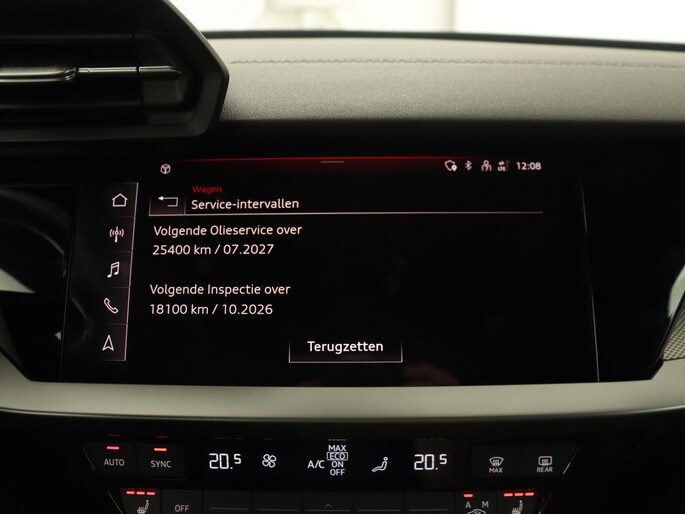 LTE 12:08
Wagen
Service-intervallen
Volgende Olieservice over
25400 km / 07.2027
Volgende Inspectie over
18100 km / 10.2026
Terugzetten
AUTO SYNC 20.5 A/C MAX ECO ON OFF 20.5 MAX REAR
OFF A M